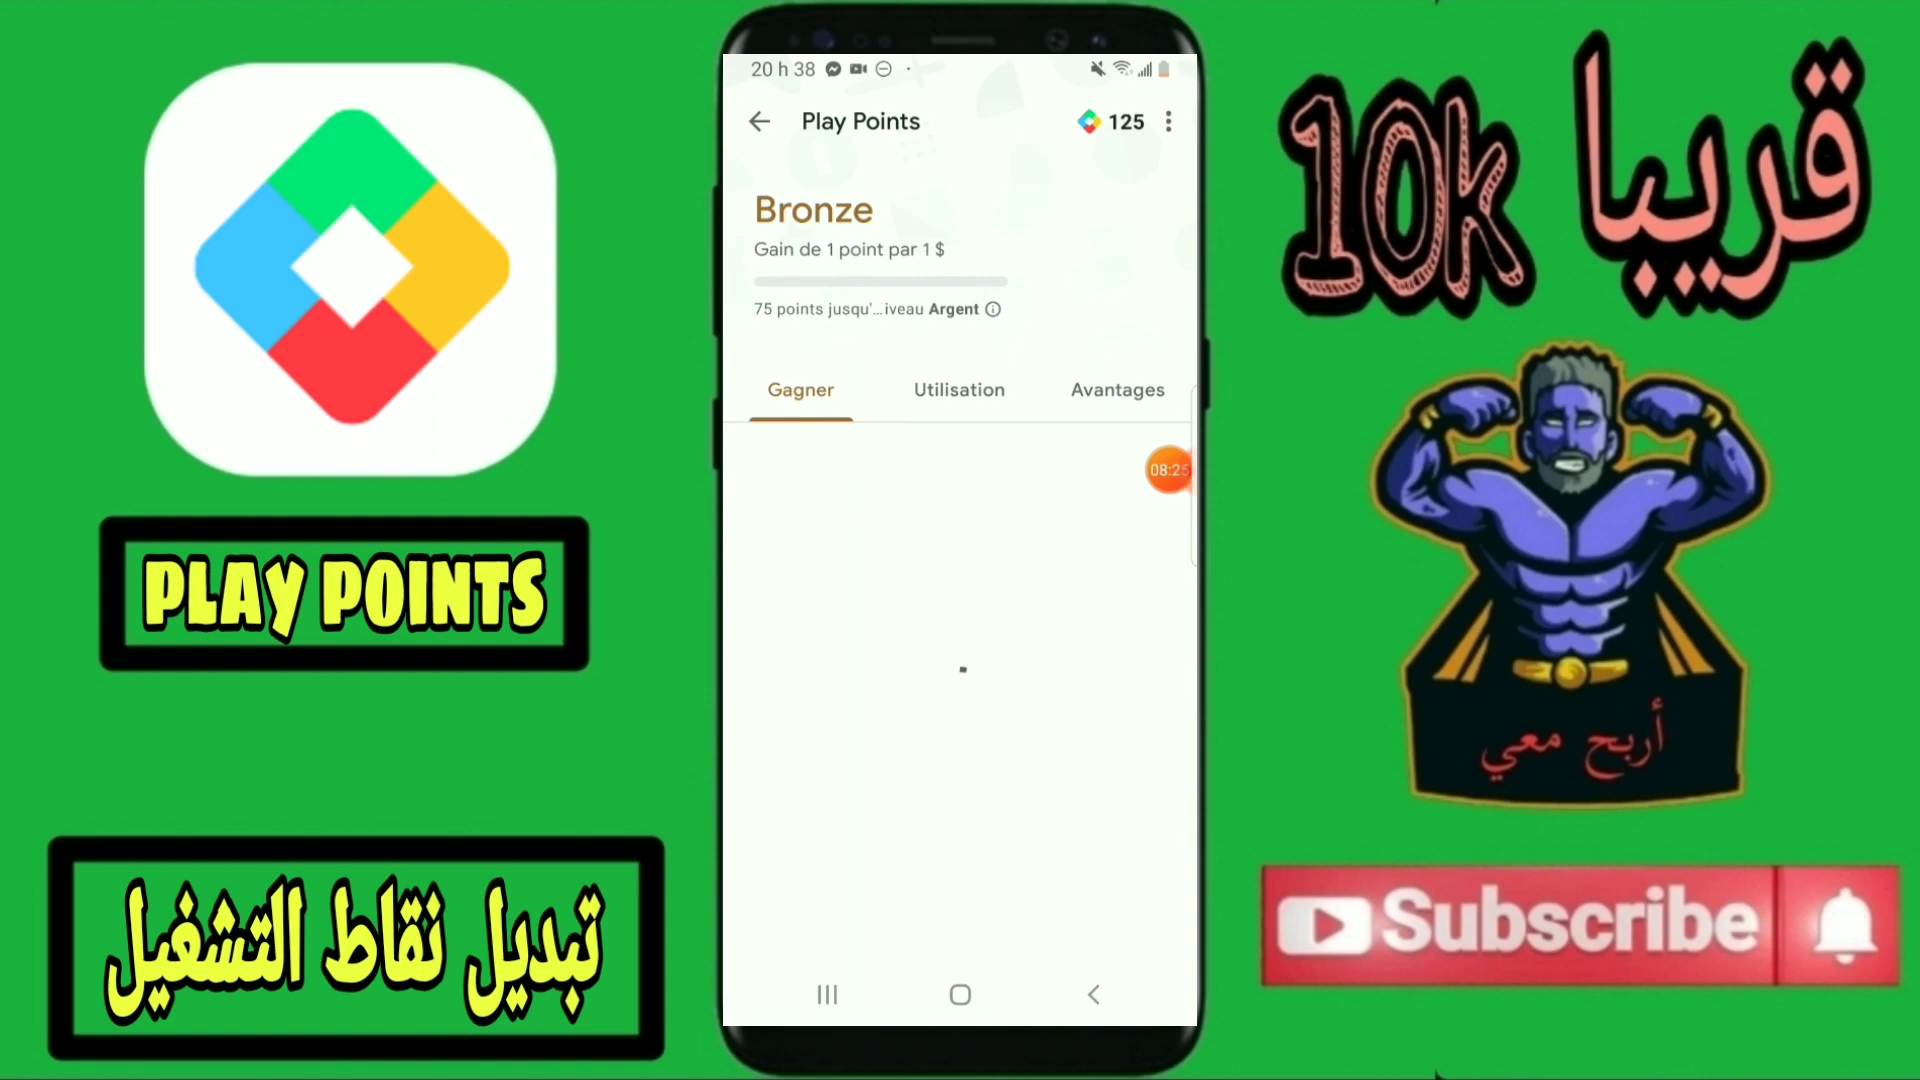 PLAY POINTS
تبديل نقاط التشغيل
20 h 38
Play Points
125
Bronze
Gain de 1 point par 1 $
75 points jusqu'...iveau Argent
Gagner
Utilisation
Avantages
08:25
قريبا 10k
أربح معي
Subscribe